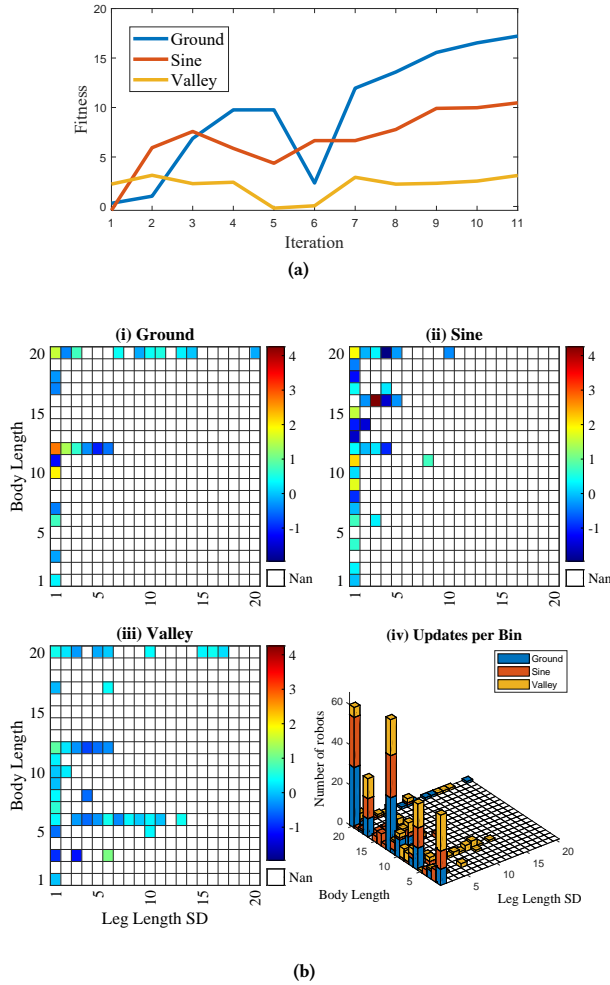 20
15
10
5
0
Fitness
Ground
Sine
Valley
1 2 3 4 5 6 7 8 9 10 11
Iteration
(a)
(i) Ground
20
15
10
5
1
Body Length
1 5 10 15 20
4
3
2
1
0
-1
Nan
(ii) Sine
20
15
10
5
1
1 5 10 15 20
4
3
2
1
0
-1
Nan
(iii) Valley
20
15
10
5
1
Body Length
1 5 10 15 20
Leg Length SD
4
3
2
1
0
-1
Nan
(iv) Updates per Bin
Ground
Sine
Valley
60
40
20
0
Number of robots
20
15
10
5
Body Length
5
10
15
20
Leg Length SD
(b)